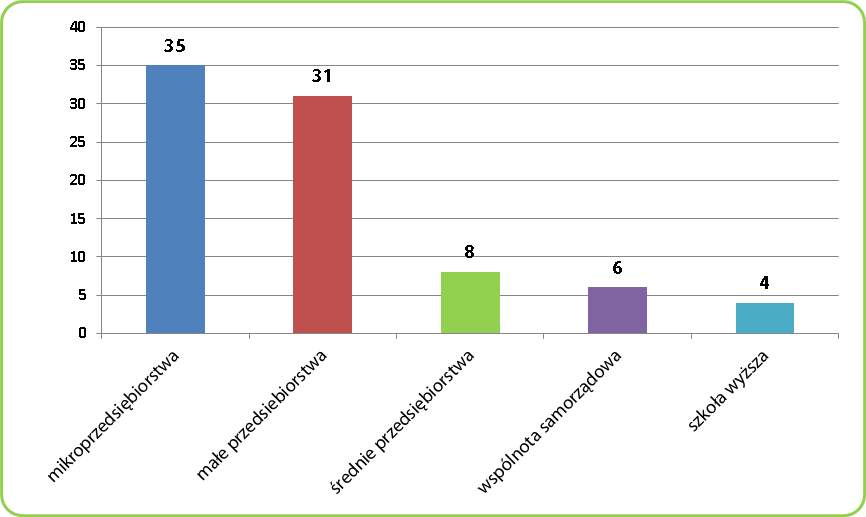 40
35
30
25
20
15
10
5
0
35
31
8
6
4
mikroprzedsiębiorstwa
małe przedsiebiorstwa
średnie przedsiębiorstwa
wspólnota samorządowa
szkoła wyższa